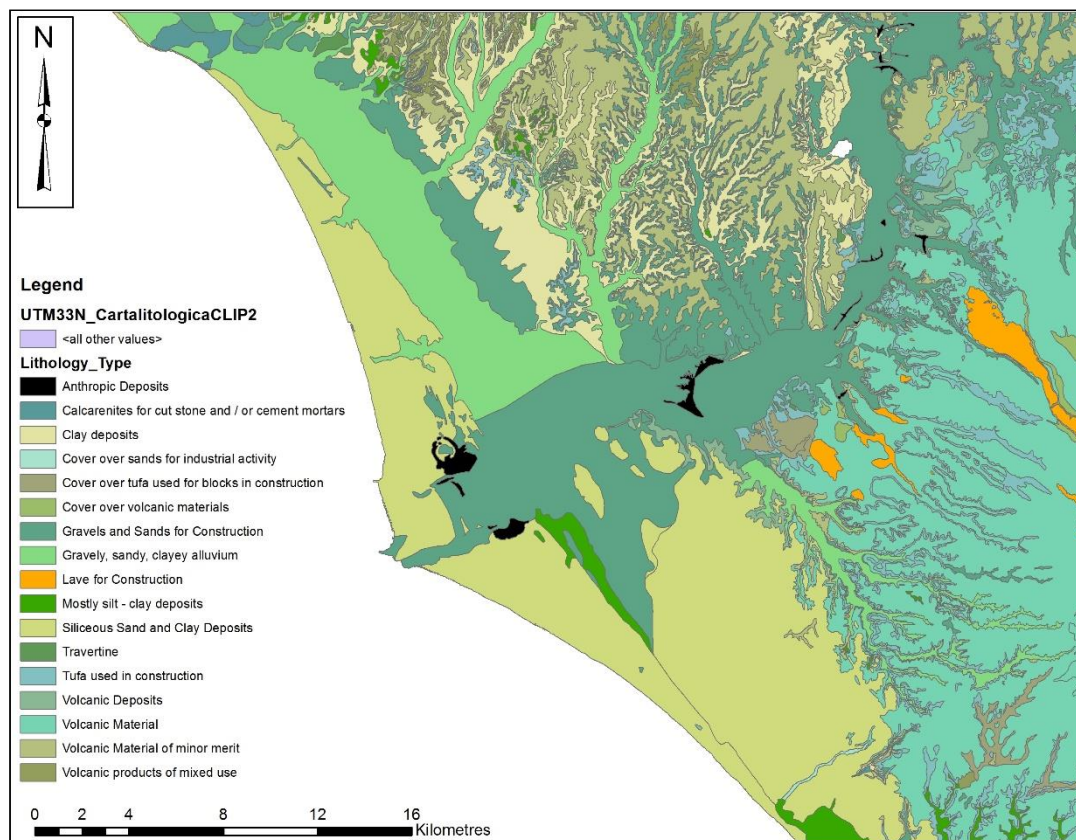 N
Legend
UTM33N_CartalitologicaCLIP2
<all other values>
Lithology_Type
Anthropic Deposits
Calcarenites for cut stone and / or cement mortars
Clay deposits
Cover over sands for industrial activity
Cover over tufa used for blocks in construction
Cover over volcanic materials
Gravels and Sands for Construction
Gravely, sandy, clayey alluvium
Lave for Construction
Mostly silt - clay deposits
Siliceous Sand and Clay Deposits
Travertine
Tufa used in construction
Volcanic Deposits
Volcanic Material
Volcanic Material of minor merit
Volcanic products of mixed use
0 2 4 8 12 16
Kilometres